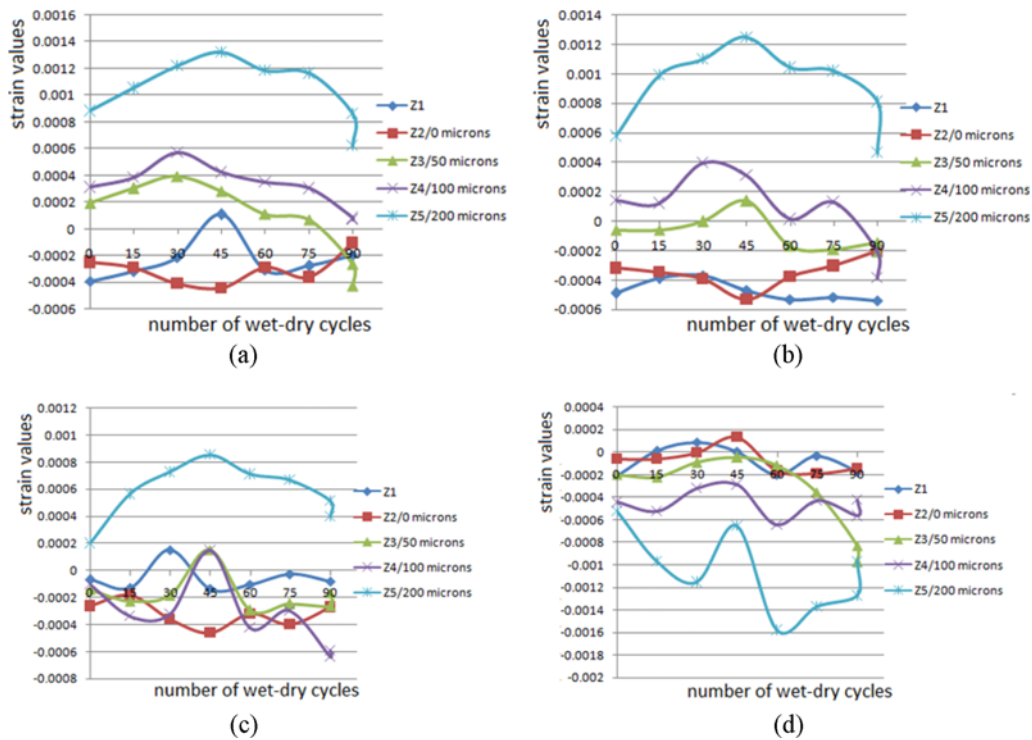 0.0016
0.0014
0.0012
0.001
0.0008
0.0006
0.0004
0.0002
0
-0.0002
-0.0004
-0.0006
strain values
0 15 30 45 60 75 90
number of wet-dry cycles
Z1
Z2/0 microns
Z3/50 microns
Z4/100 microns
Z5/200 microns
(a)
0.0014
0.0012
0.001
0.0008
0.0006
0.0004
0.0002
0
-0.0002
-0.0004
-0.0006
strain values
0 15 30 45 60 75 90
number of wet-dry cycles
Z1
Z2/0 microns
Z3/50 microns
Z4/100 microns
Z5/200 microns
(b)
0.0012
0.001
0.0008
0.0006
0.0004
0.0002
0
-0.0002
-0.0004
-0.0006
-0.0008
strain values
0 15 30 45 60 75 90
number of wet-dry cycles
Z1
Z2/0 microns
Z3/50 microns
Z4/100 microns
Z5/200 microns
(c)
0.0004
0.0002
0
-0.0002
-0.0004
-0.0006
-0.0008
-0.001
-0.0012
-0.0014
-0.0016
-0.0018
-0.002
strain values
0 15 30 45 60 75 90
number of wet-dry cycles
Z1
Z2/0 microns
Z3/50 microns
Z4/100 microns
Z5/200 microns
(d)